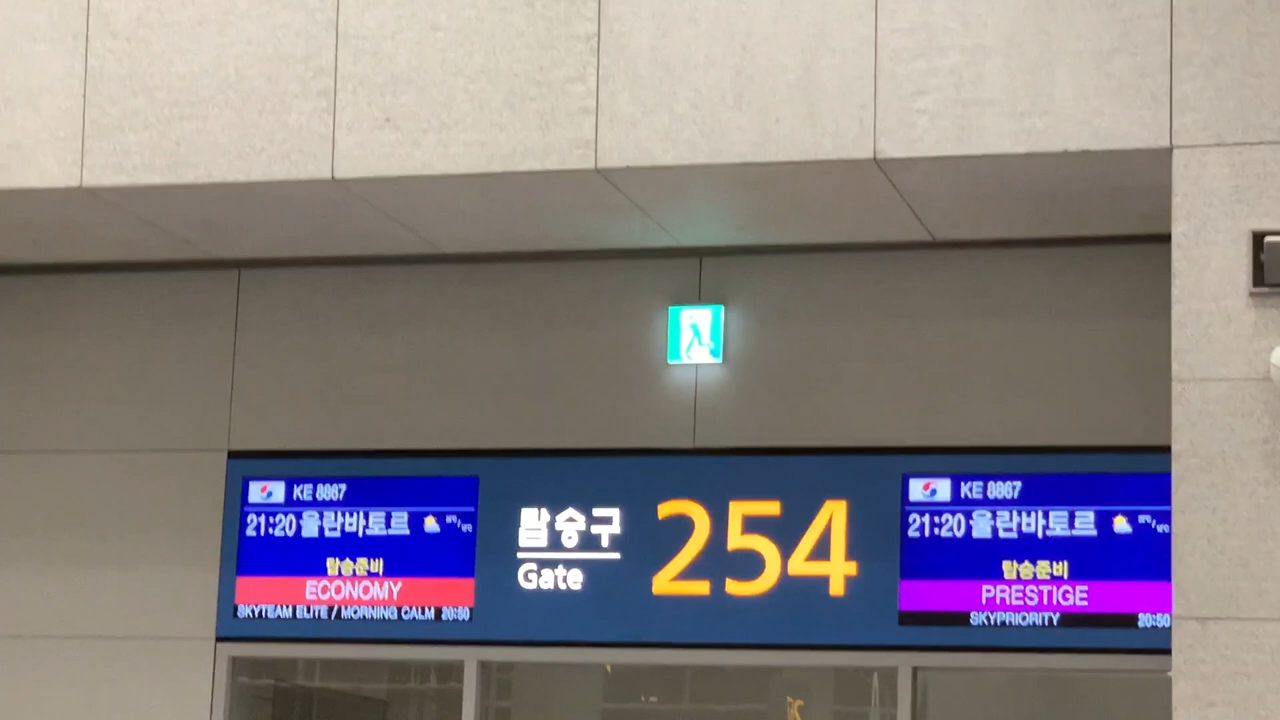 KE 8867
21:20 울란바토르
탑승준비
ECONOMY
SKYTEAM ELITE / MORNING CALM 20:50
탑승구
Gate
254
KE 8867
21:20 울란바토르
탑승준비
PRESTIGE
SKYPRIORITY 20:50